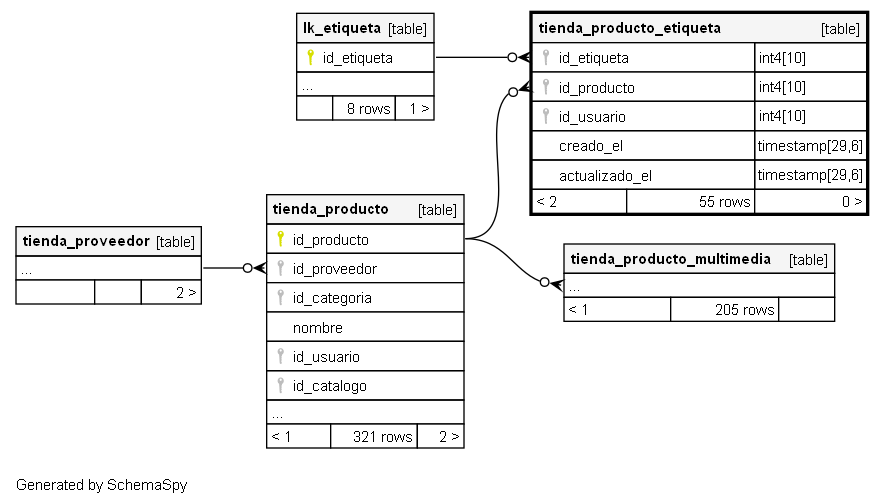 lk_etiqueta [table]
id_etiqueta
...
8 rows 1 >
tienda_producto_etiqueta [table]
id_etiqueta int4[10]
id_producto int4[10]
id_usuario int4[10]
creado_el timestamp[29,6]
actualizado_el timestamp[29,6]
< 2 55 rows 0 >
tienda_proveedor [table]
...
2 >
tienda_producto [table]
id_producto
id_proveedor
id_categoria
nombre
id_usuario
id_catalogo
...
< 1 321 rows 2 >
tienda_producto_multimedia [table]
...
< 1 205 rows
Generated by SchemaSpy